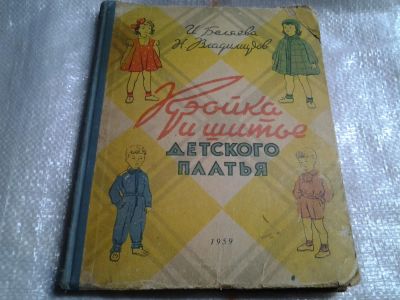 И. Беляева
Н. Владимиров
Кройка
и шитье
ДЕТСКОГО
ПЛАТЬЯ
1959